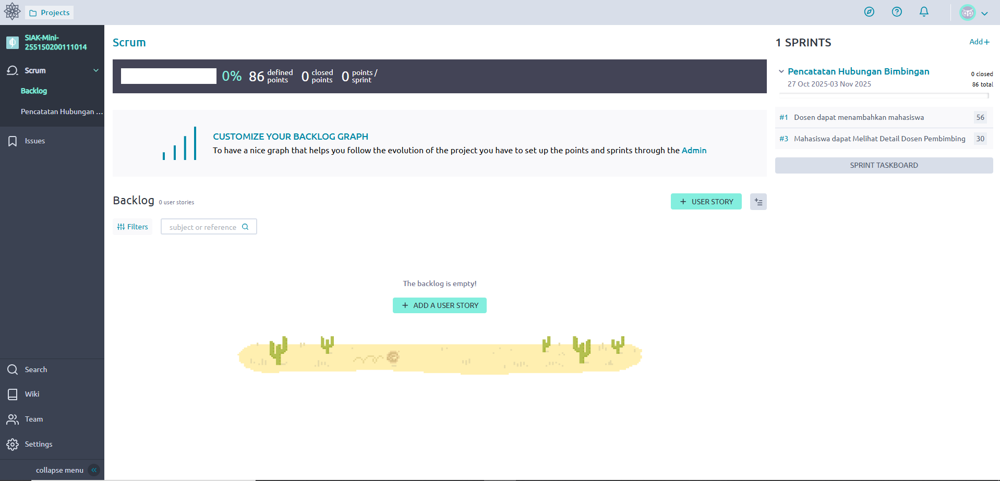 Projects
SIAK-Mini-
255150200111014
Scrum
Backlog
Pencatatan Hubungan ...
Issues
Search
Wiki
Team
Settings
collapse menu
Scrum
0% 86 defined points 0 closed points 0 points / sprint
CUSTOMIZE YOUR BACKLOG GRAPH
To have a nice graph that helps you follow the evolution of the project you have to set up the points and sprints through the Admin
Backlog 0 user stories
+ USER STORY
Filters
subject or reference
The backlog is empty!
+ ADD A USER STORY
1 SPRINTS
Add+
Pencatatan Hubungan Bimbingan
0 closed
27 Oct 2025-03 Nov 2025
86 total
#1 Dosen dapat menambahkan mahasiswa 56
#3 Mahasiswa dapat Melihat Detail Dosen Pembimbing 30
SPRINT TASKBOARD